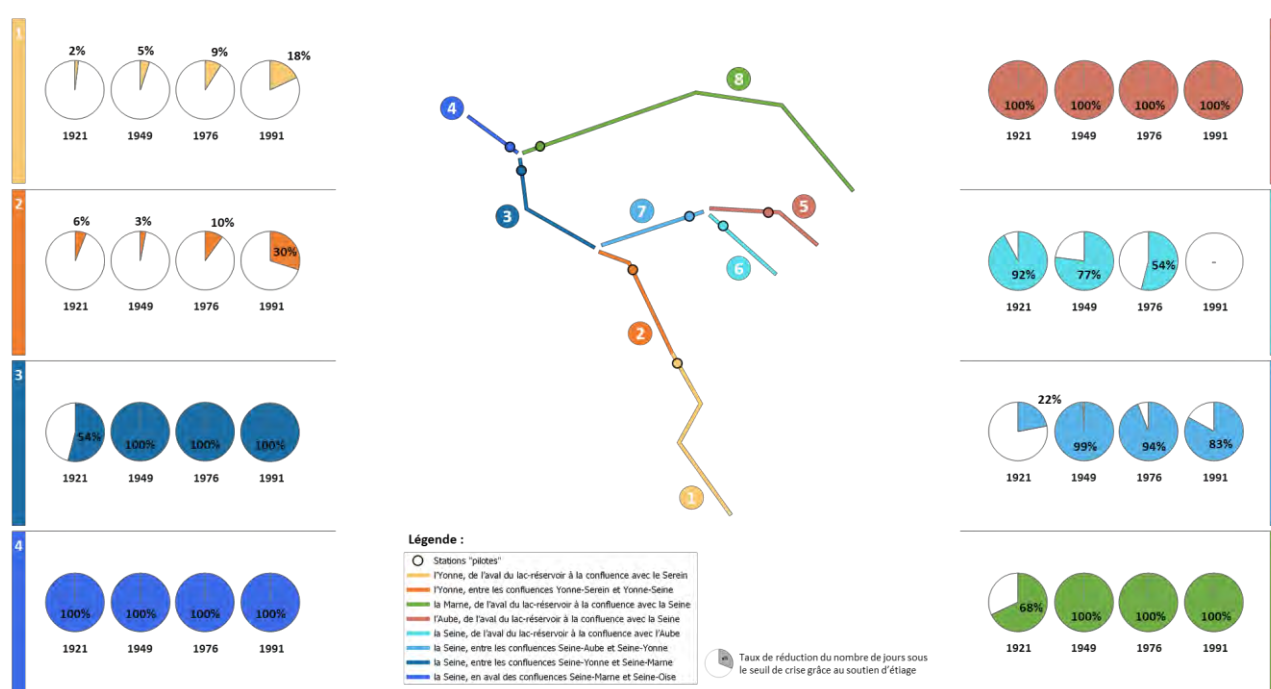 1
2% 5% 9% 18%
1921 1949 1976 1991
2
6% 3% 10% 30%
1921 1949 1976 1991
3
54% 100% 100% 100%
1921 1949 1976 1991
4
100% 100% 100% 100%
1921 1949 1976 1991
8
4
3
7
5
6
2
1
Légende :
Stations "pilotes"
l'Yonne, de l'aval du lac-réservoir à la confluence avec le Serein
l'Yonne, entre les confluences Yonne-Serein et Yonne-Seine
la Marne, de l'aval du lac-réservoir à la confluence avec la Seine
l'Aube, de l'aval du lac-réservoir à la confluence avec la Seine
la Seine, de l'aval du lac-réservoir à la confluence avec l'Aube
la Seine, entre les confluences Seine-Aube et Seine-Yonne
la Seine, entre les confluences Seine-Yonne et Seine-Marne
la Seine, en aval des confluences Seine-Marne et Seine-Oise
Taux de réduction du nombre de jours sous
le seuil de crise grâce au soutien d'étiage
100% 100% 100% 100%
1921 1949 1976 1991
92% 77% 54% -
1921 1949 1976 1991
22% 99% 94% 83%
1921 1949 1976 1991
68% 100% 100% 100%
1921 1949 1976 1991